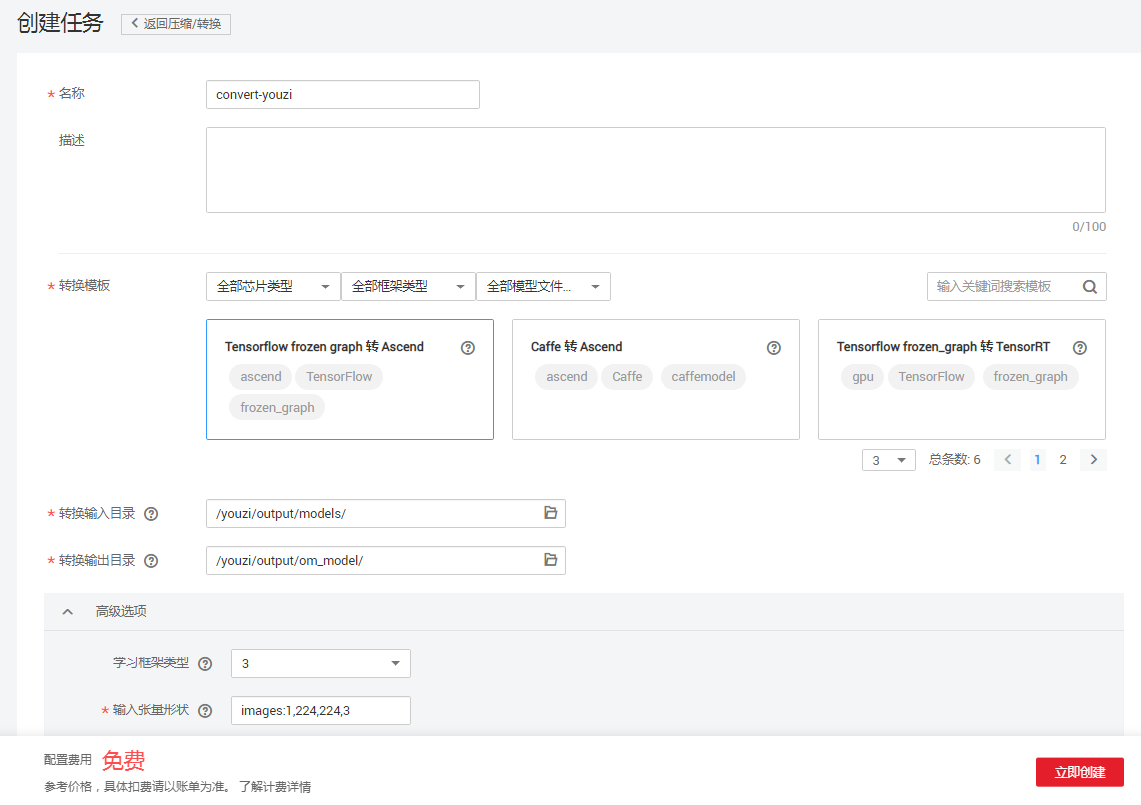 创建任务 返回压缩/转换
* 名称 convert-youzi
描述
0/100
* 转换模板 全部芯片类型 全部框架类型 全部模型文件... 输入关键词搜索模板
Tensorflow frozen graph 转 Ascend
ascend TensorFlow
frozen_graph
Caffe 转 Ascend
ascend Caffe caffemodel
Tensorflow frozen_graph 转 TensorRT
gpu TensorFlow frozen_graph
3 总条数: 6 < 1 2 >
* 转换输入目录 /youzi/output/models/
* 转换输出目录 /youzi/output/om_model/
高级选项
学习框架类型 3
* 输入张量形状 images:1,224,224,3
配置费用 免费
参考价格，具体扣费请以账单为准。 了解计费详情
立即创建